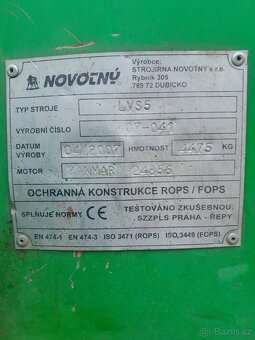 Výrobce:
STROJÍRNA NOVOTNÝ s.r.o.
Rybník 305
789 72 DUBICKO
NOVOTNÝ
TYP STROJE LVS5
VÝROBNÍ ČÍSLO 07-041
DATUM VÝROBY 04/2007 HMOTNOST 4475 KG
MOTOR YANMAR
OCHRANNÁ KONSTRUKCE ROPS / FOPS
SPLŇUJE NORMY CE TESTOVÁNO ZKUŠEBNOU:
SZZPLS PRAHA - ŘEPY
EN 474-1 EN 474-3 ISO 3471 (ROPS) ISO 3449 (FOPS)
Bazoš.cz